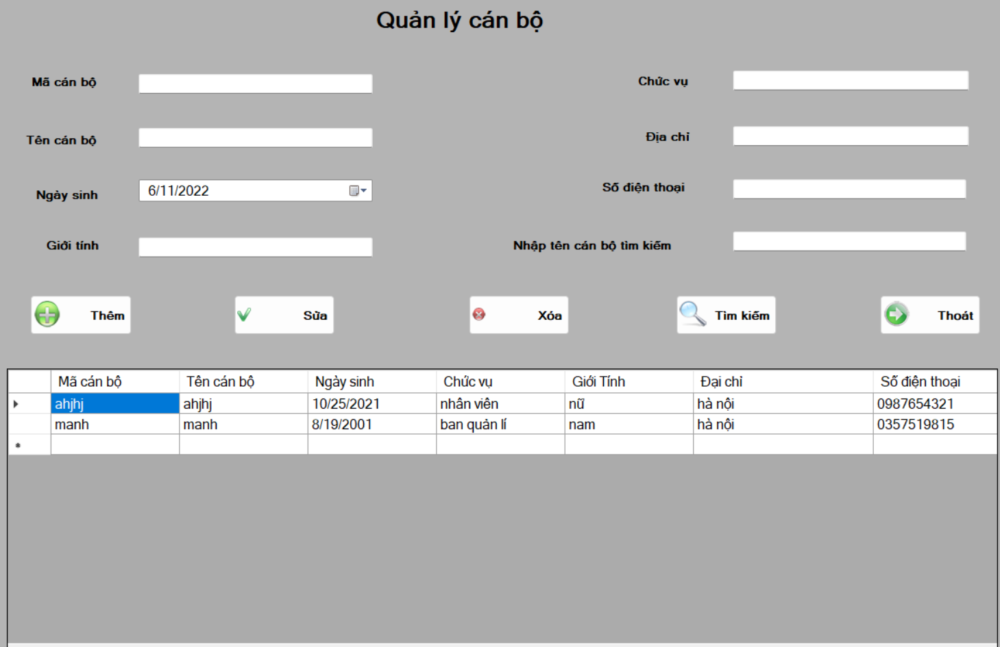 Quản lý cán bộ
Mã cán bộ
Chức vụ
Tên cán bộ
Địa chỉ
Ngày sinh 6/11/2022
Số điện thoại
Giới tính
Nhập tên cán bộ tìm kiếm
Thêm Sửa Xóa Tìm kiếm Thoát
Mã cán bộ Tên cán bộ Ngày sinh Chức vụ Giới Tính Đại chỉ Số điện thoại
ahjhj ahjhj 10/25/2021 nhân viên nữ hà nội 0987654321
manh manh 8/19/2001 ban quản lí nam hà nội 0357519815